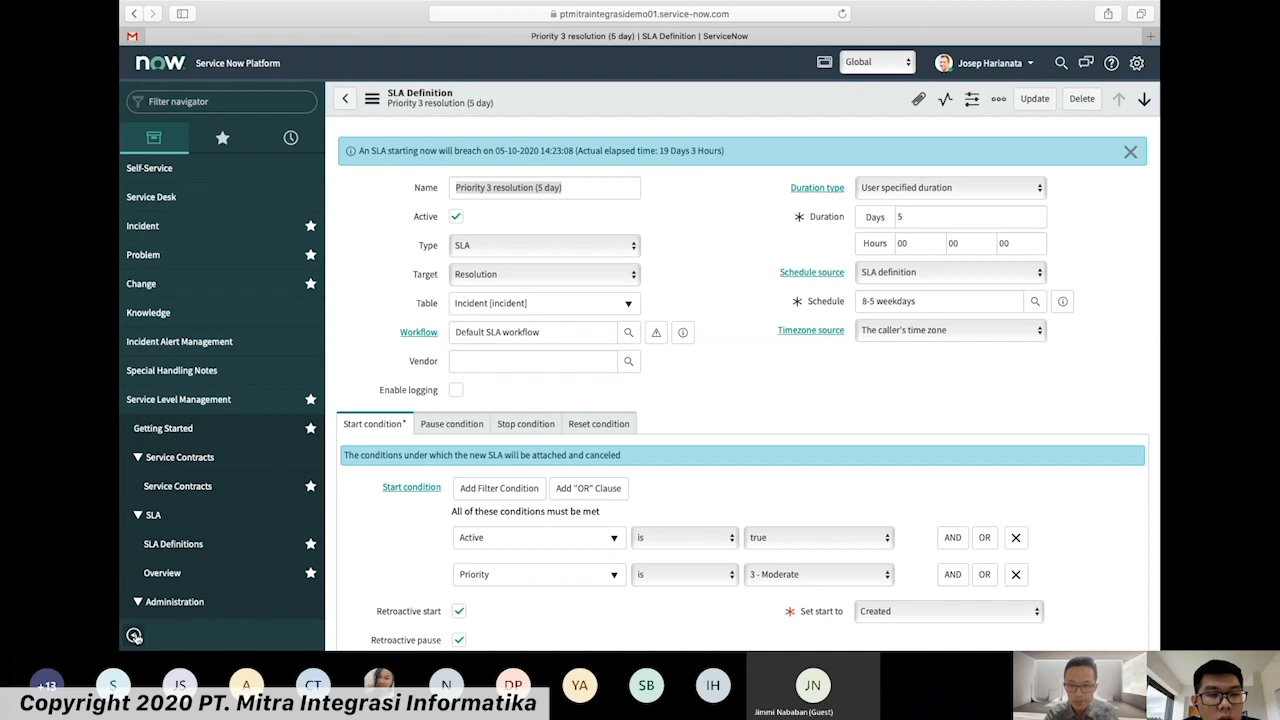 ptmitraintegrasidemo01.service-now.com
Priority 3 resolution (5 day) | SLA Definition | ServiceNow
now. Service Now Platform
Global
Josep Harianata
Filter navigator
Self-Service
Service Desk
Incident
Problem
Change
Knowledge
Incident Alert Management
Special Handling Notes
Service Level Management
Getting Started
Service Contracts
Service Contracts
SLA
SLA Definitions
Overview
Administration
SLA Definition
Priority 3 resolution (5 day)
Update
Delete
An SLA starting now will breach on 05-10-2020 14:23:08 (Actual elapsed time: 19 Days 3 Hours)
Name Priority 3 resolution (5 day)
Active
Type SLA
Target Resolution
Table Incident [incident]
Workflow Default SLA workflow
Vendor
Enable logging
Duration type User specified duration
Duration Days 5
Hours 00 00 00
Schedule source SLA definition
Schedule 8-5 weekdays
Timezone source The caller's time zone
Start condition* Pause condition Stop condition Reset condition
The conditions under which the new SLA will be attached and canceled
Start condition Add Filter Condition Add "OR" Clause
All of these conditions must be met
Active is true AND OR
Priority is 3 - Moderate AND OR
Retroactive start Set start to Created
Retroactive pause
+13 S JS A CT N DP YA SB IH JN
Jimmi Nababan (Guest)
Copyright 2020 PT. Mitra Integrasi Informatika